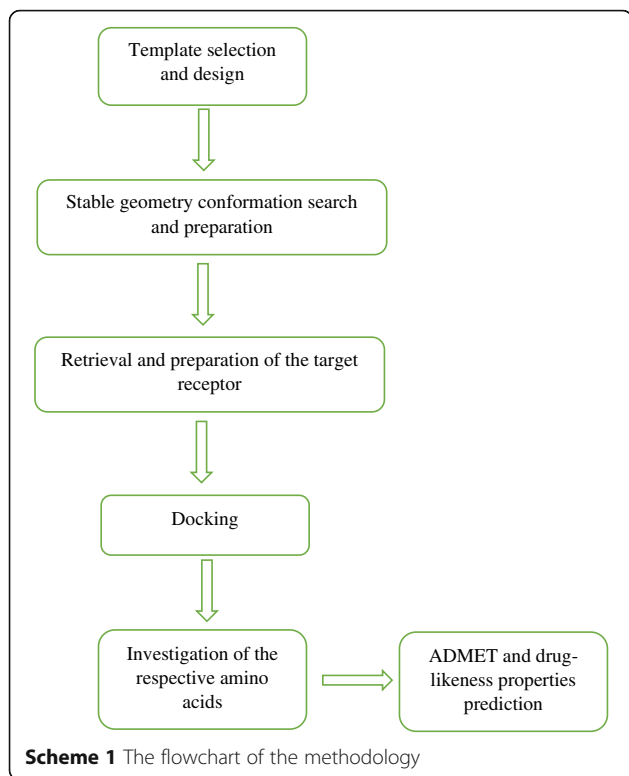 Template selection
and design
Stable geometry conformation search
and preparation
Retrieval and preparation of the target
receptor
Docking
Investigation of the
respective amino
acids
ADMET and drug-
likeness properties
prediction
Scheme 1 The flowchart of the methodology